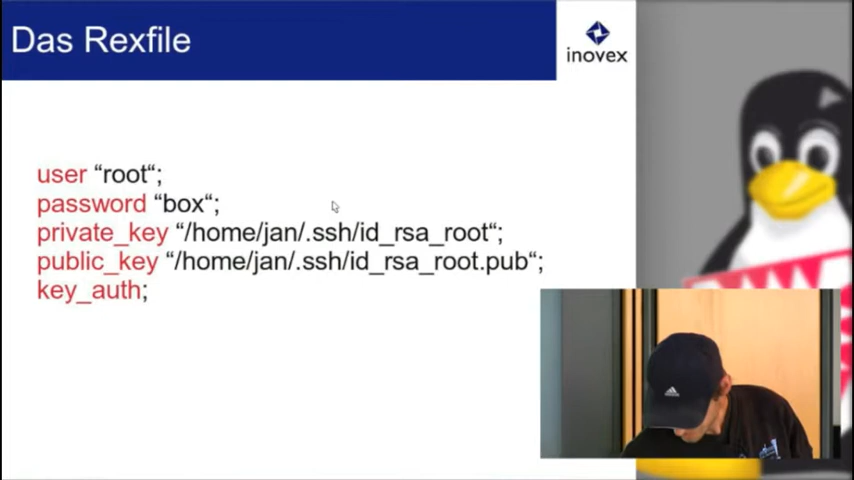 Das Rexfile
inovex
user “root“;
password “box“;
private_key “/home/jan/.ssh/id_rsa_root“;
public_key “/home/jan/.ssh/id_rsa_root.pub“;
key_auth;